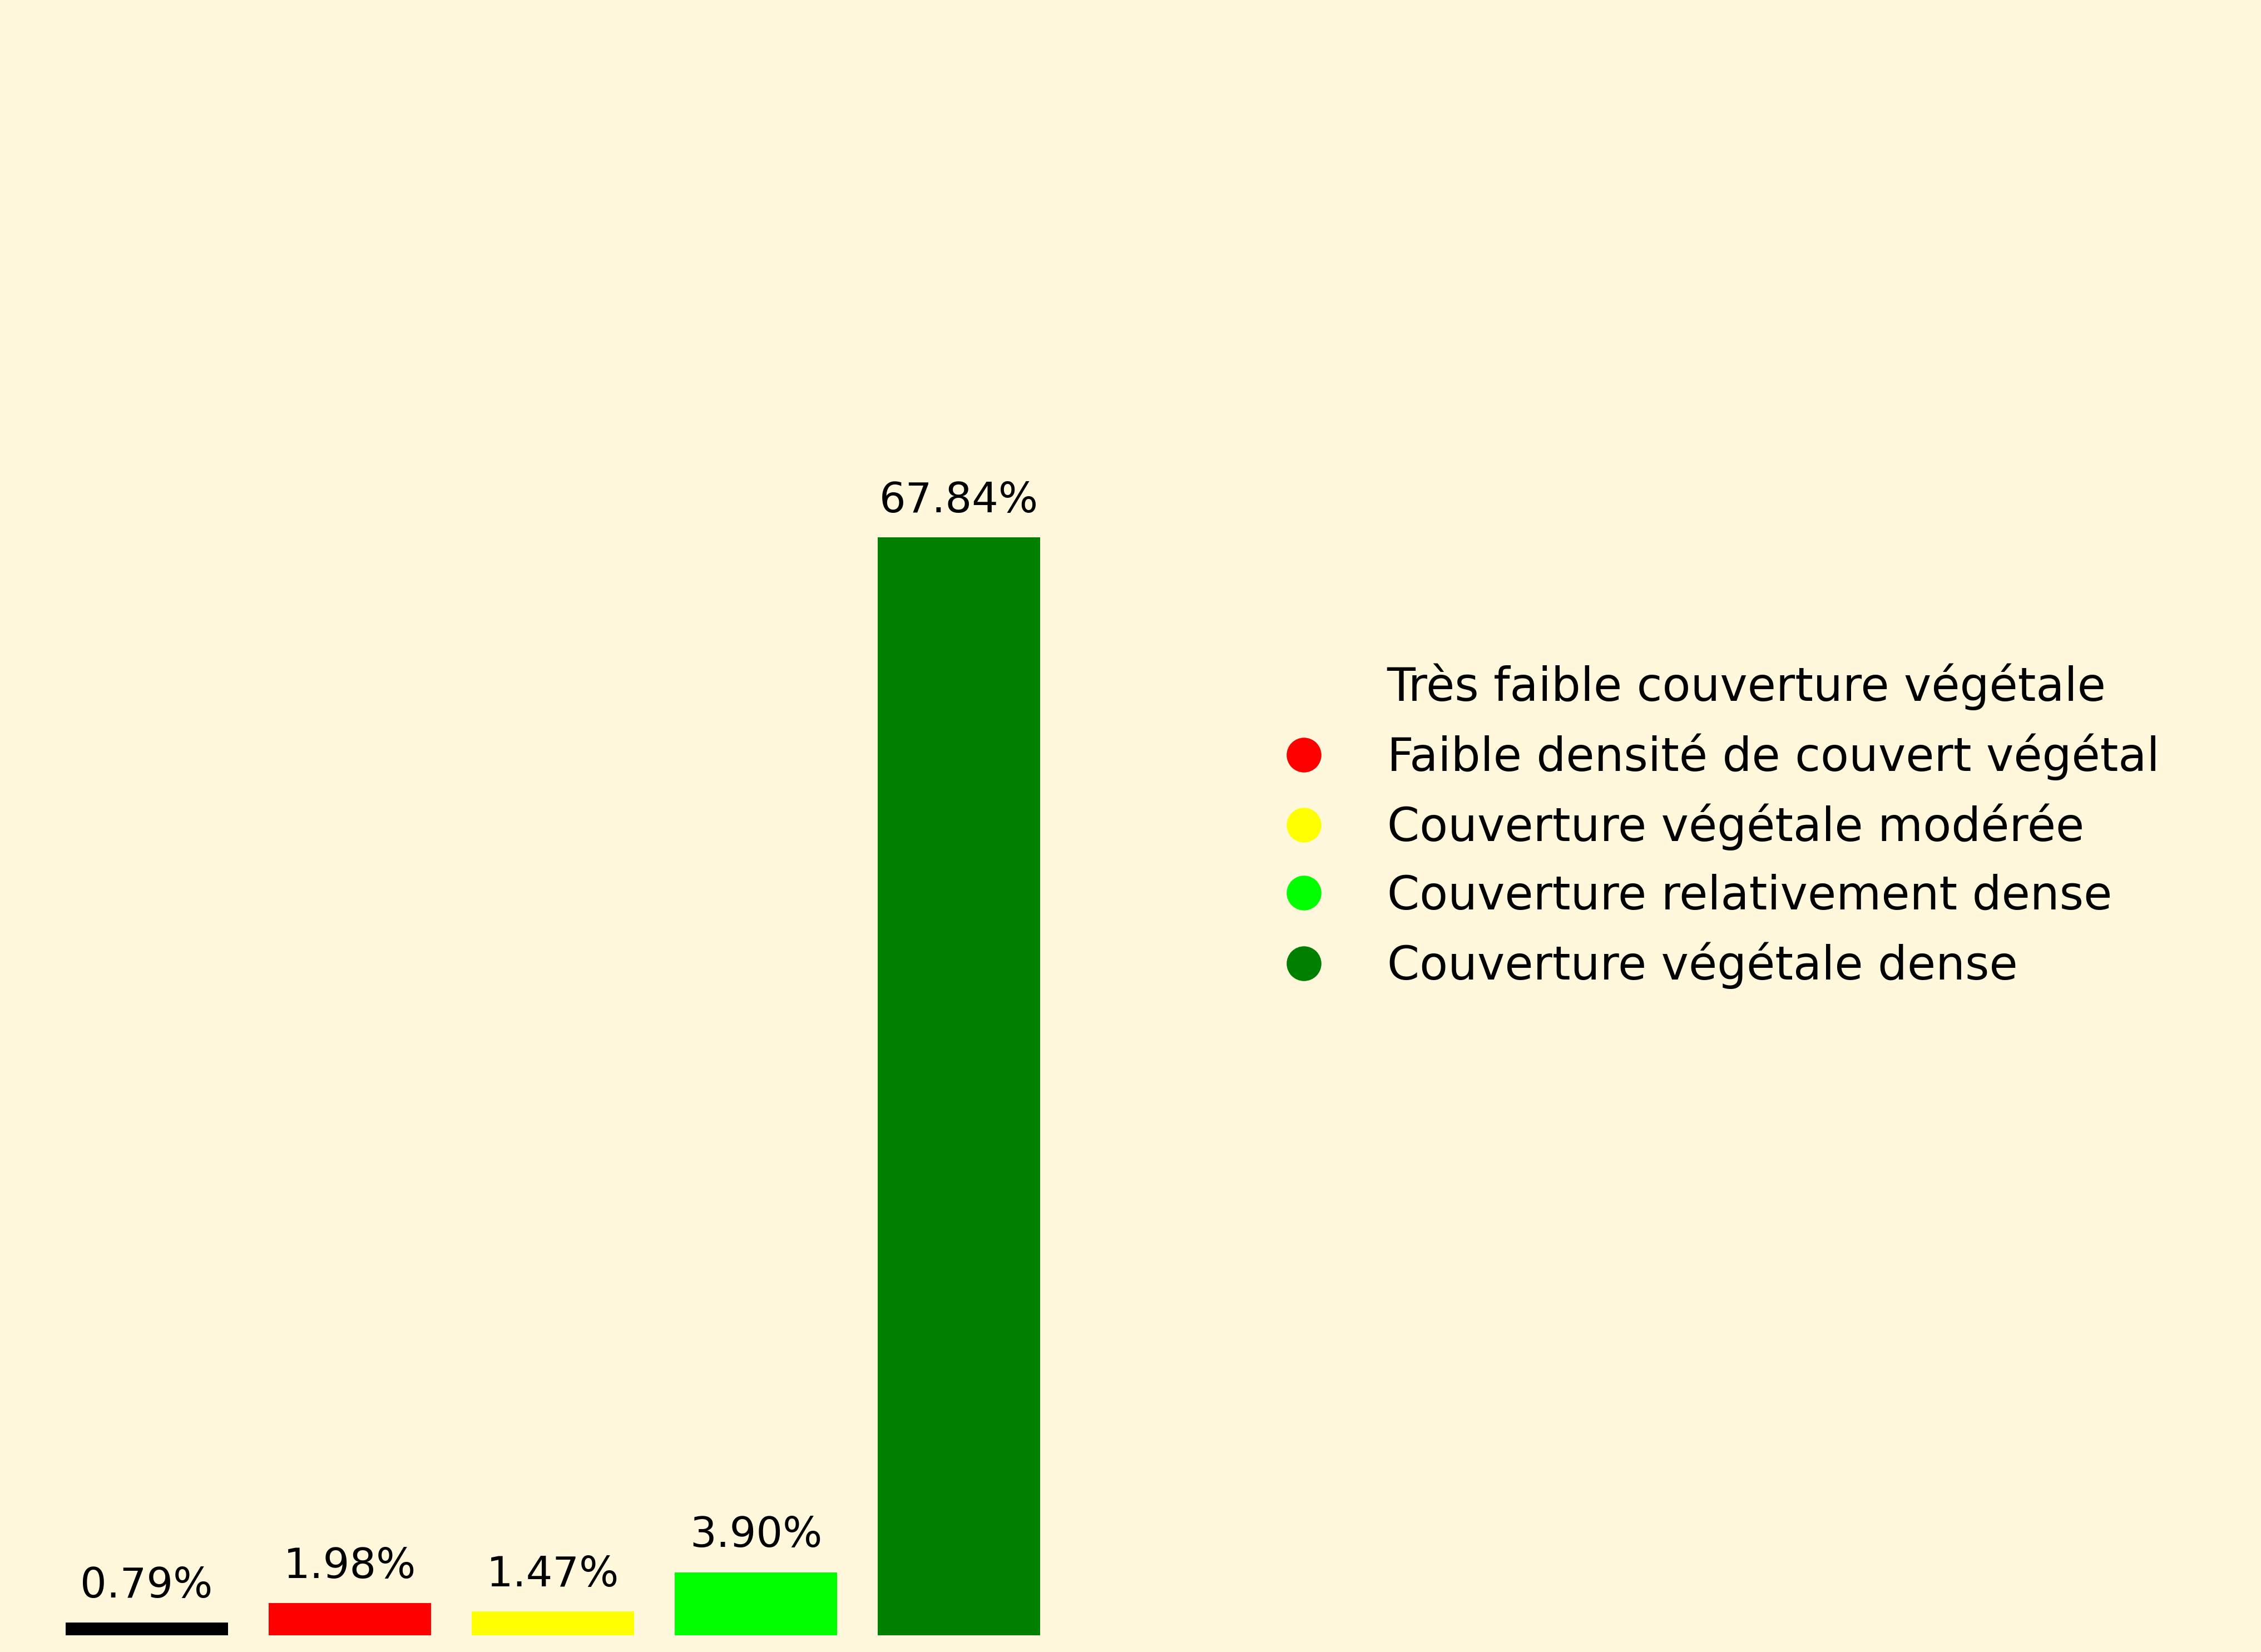 67.84%
Très faible couverture végétale
Faible densité de couvert végétal
Couverture végétale modérée
Couverture relativement dense
Couverture végétale dense
0.79%
1.98%
1.47%
3.90%